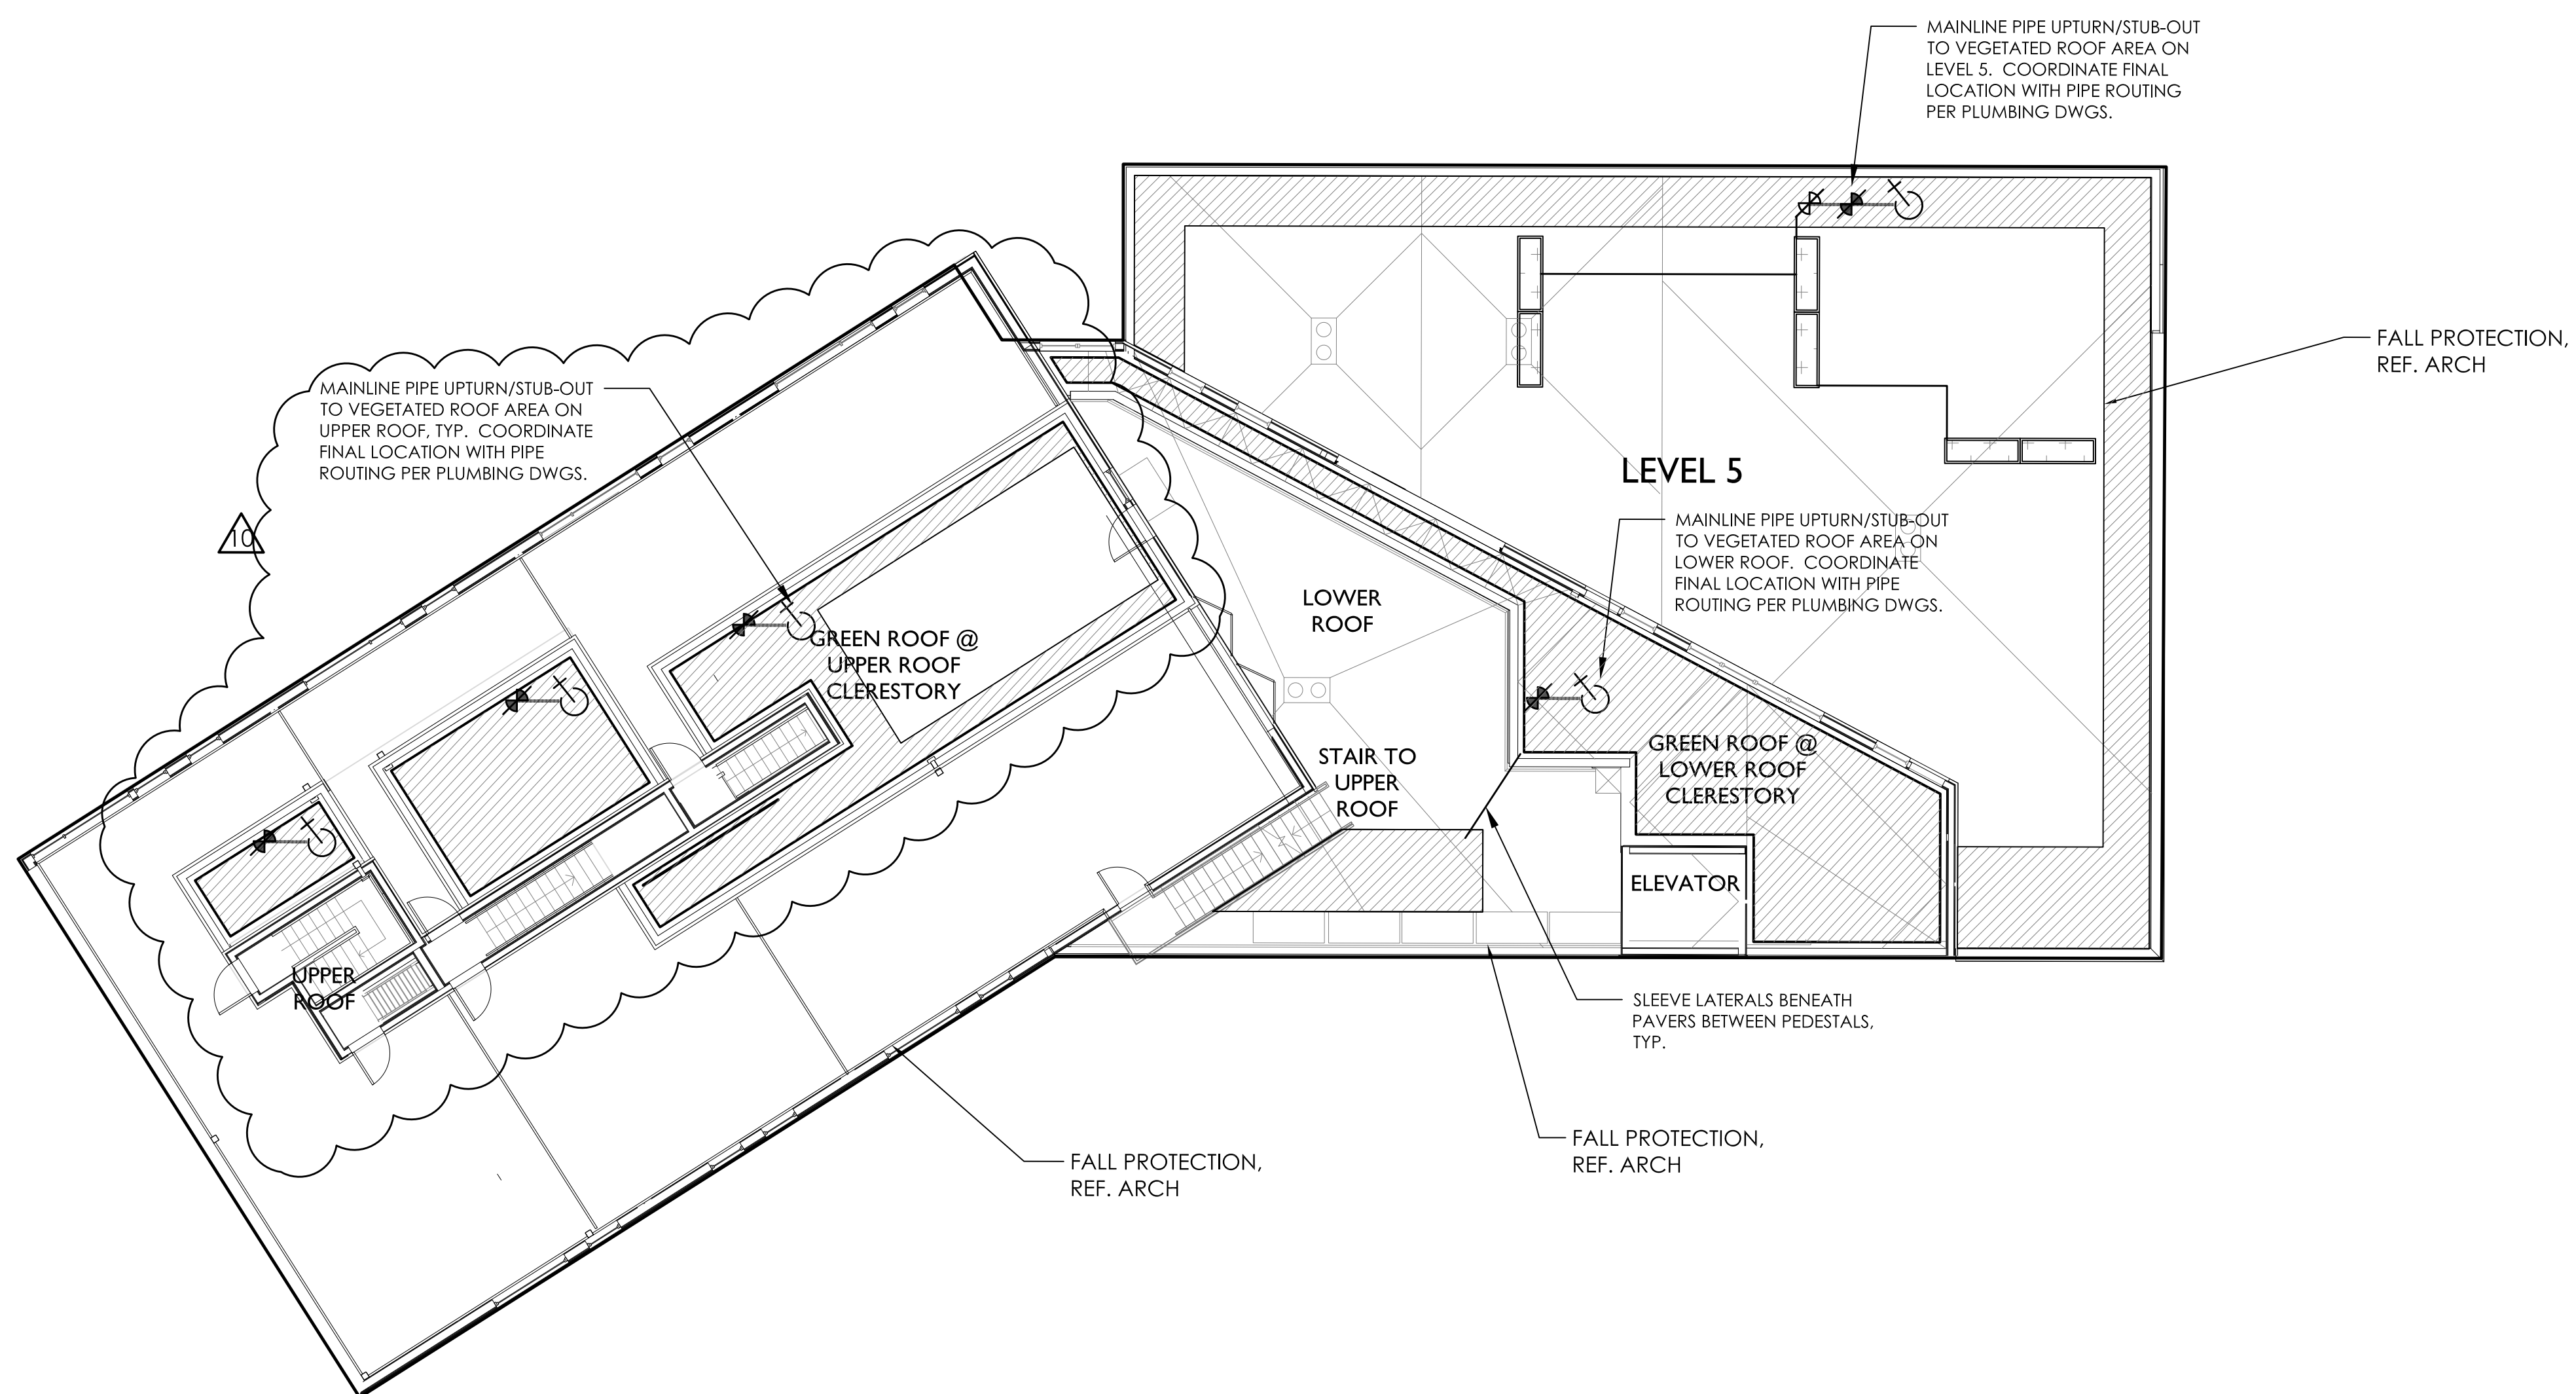 MAINLINE PIPE UPTURN/STUB-OUT
TO VEGETATED ROOF AREA ON
LEVEL 5. COORDINATE FINAL
LOCATION WITH PIPE ROUTING
PER PLUMBING DWGS.
FALL PROTECTION,
REF. ARCH
MAINLINE PIPE UPTURN/STUB-OUT
TO VEGETATED ROOF AREA ON
UPPER ROOF, TYP. COORDINATE
FINAL LOCATION WITH PIPE
ROUTING PER PLUMBING DWGS.
10
LEVEL 5
MAINLINE PIPE UPTURN/STUB-OUT
TO VEGETATED ROOF AREA ON
LOWER ROOF. COORDINATE
FINAL LOCATION WITH PIPE
ROUTING PER PLUMBING DWGS.
LOWER
ROOF
GREEN ROOF @
UPPER ROOF
CLERESTORY
STAIR TO
UPPER
ROOF
GREEN ROOF @
LOWER ROOF
CLERESTORY
ELEVATOR
UPPER
ROOF
SLEEVE LATERALS BENEATH
PAVERS BETWEEN PEDESTALS,
TYP.
FALL PROTECTION,
REF. ARCH
FALL PROTECTION,
REF. ARCH